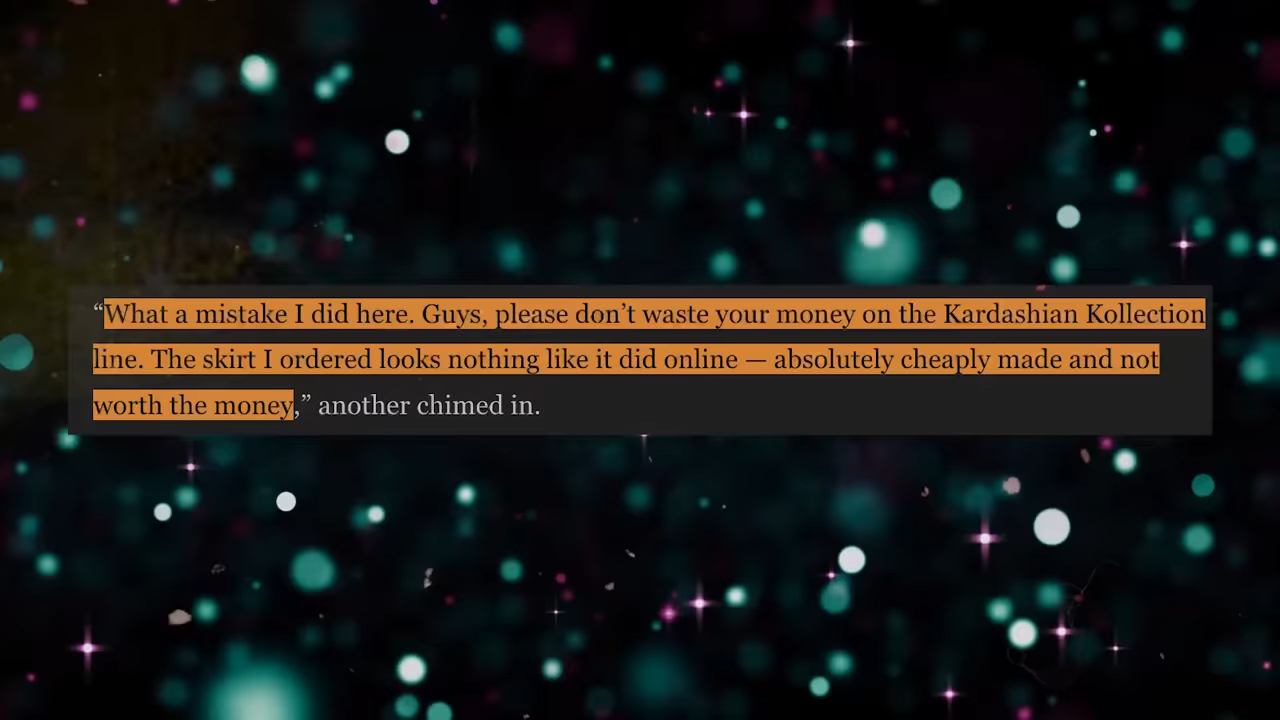 “What a mistake I did here. Guys, please don’t waste your money on the Kardashian Kollection
line. The skirt I ordered looks nothing like it did online — absolutely cheaply made and not
worth the money,” another chimed in.